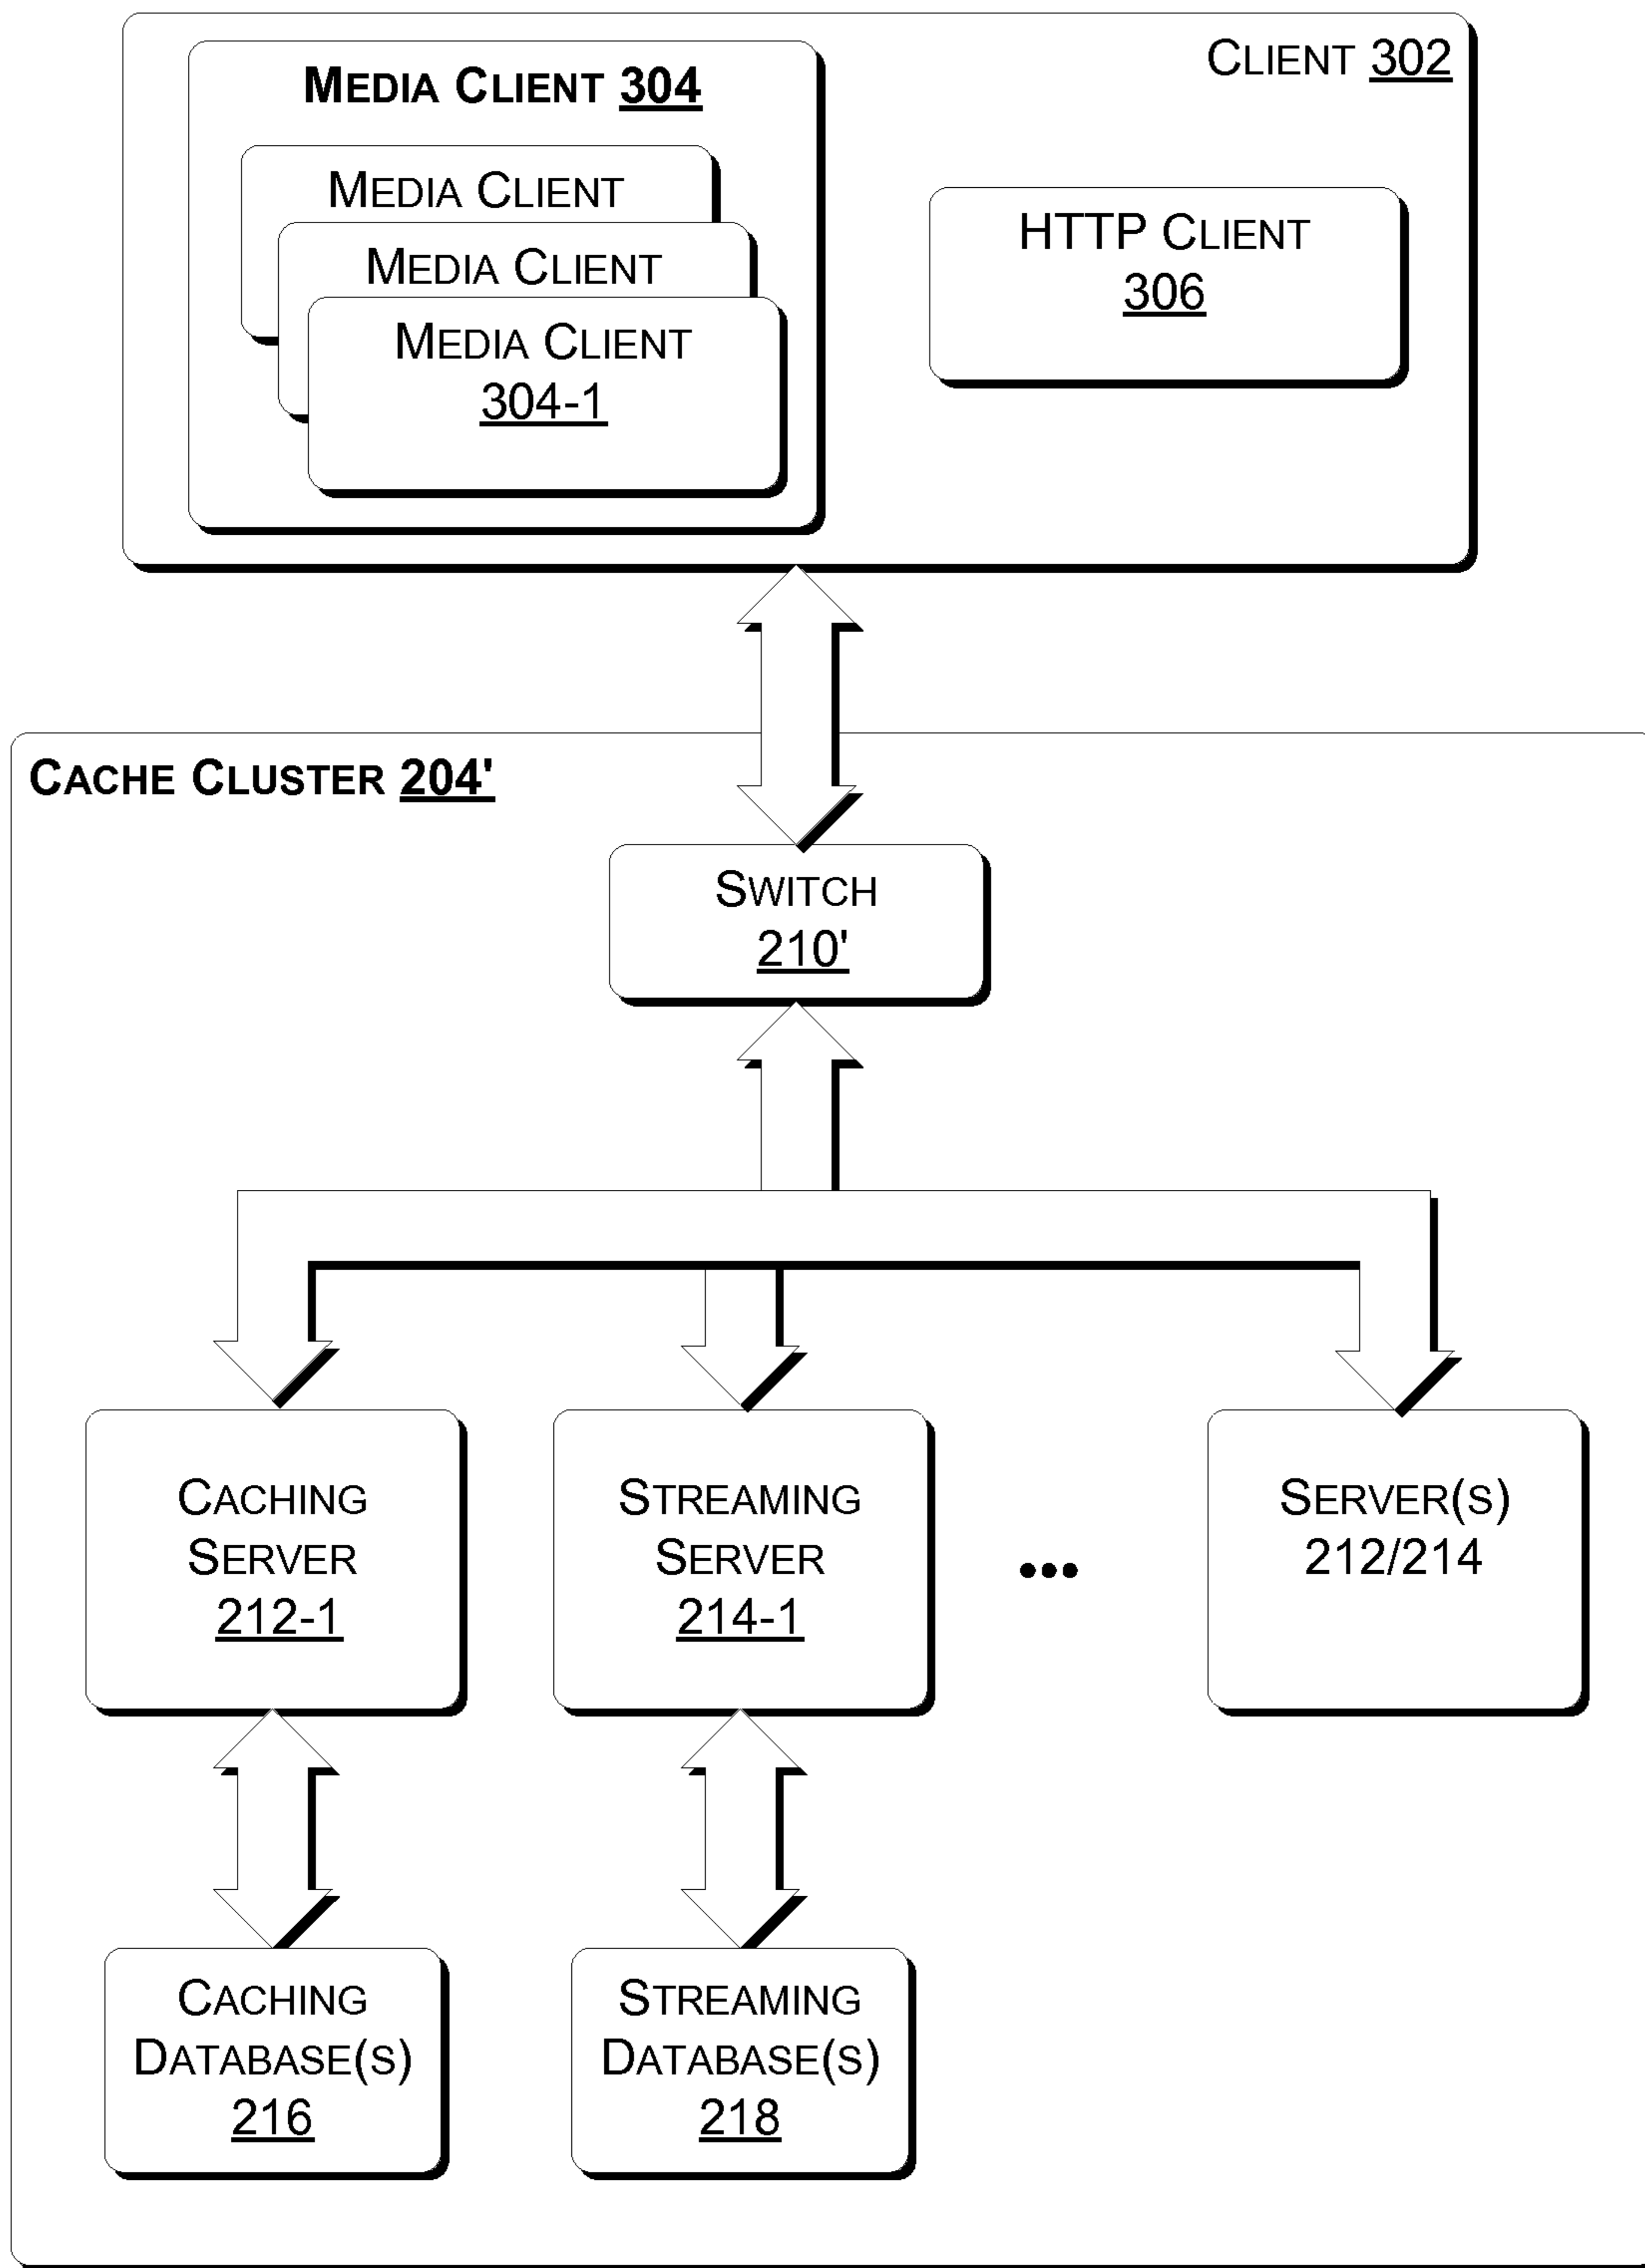 CLIENT 302
MEDIA CLIENT 304
MEDIA CLIENT
MEDIA CLIENT
MEDIA CLIENT
304-1
HTTP CLIENT
306
CACHE CLUSTER 204'
SWITCH
210'
CACHING
SERVER
212-1
STREAMING
SERVER
214-1
•••
SERVER(S)
212/214
CACHING
DATABASE(S)
216
STREAMING
DATABASE(S)
218